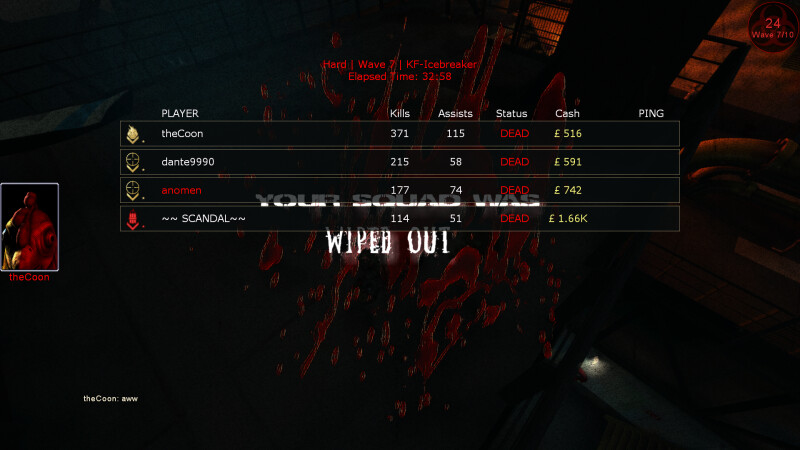 24
Wave 7/10
Hard | Wave 7 | KF-Icebreaker
Elapsed Time: 32:58
PLAYER Kills Assists Status Cash PING
theCoon 371 115 DEAD £ 516
dante9990 215 58 DEAD £ 591
anomen 177 74 DEAD £ 742
YOUR SQUAD WAS
~~ SCANDAL~~ 114 51 DEAD £ 1.66K
WIPED OUT
theCoon
theCoon: aww